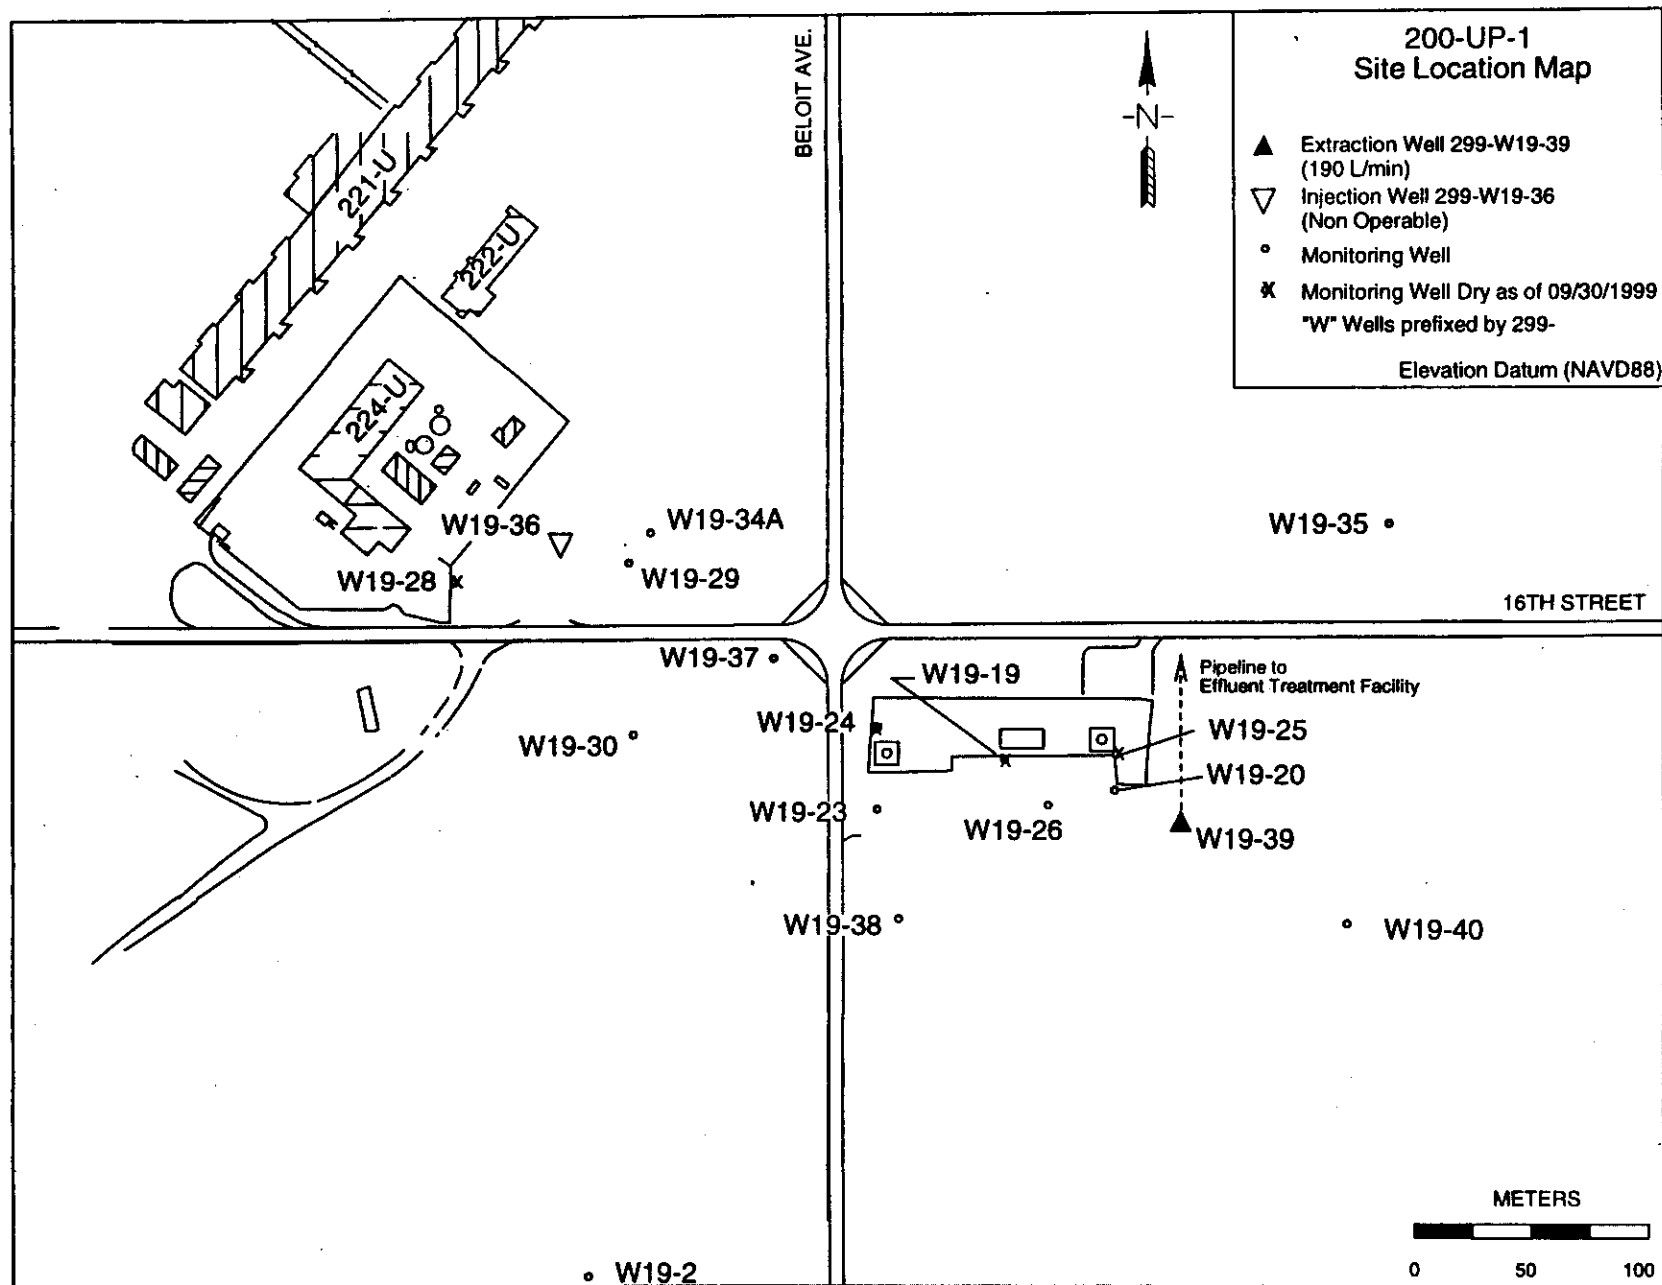 200-UP-1
Site Location Map
BELOIT AVE.
-N-
Extraction Well 299-W19-39
(190 L/min)
Injection Well 299-W19-36
(Non Operable)
Monitoring Well
Monitoring Well Dry as of 09/30/1999
"W" Wells prefixed by 299-
Elevation Datum (NAVD88)
221-U
222-U
224-U
W19-36
W19-34A
W19-35
W19-28
W19-29
16TH STREET
W19-37
W19-19
Pipeline to
Effluent Treatment Facility
W19-24
W19-25
W19-30
W19-20
W19-23
W19-26
W19-39
W19-38
W19-40
METERS
0 50 100
W19-2